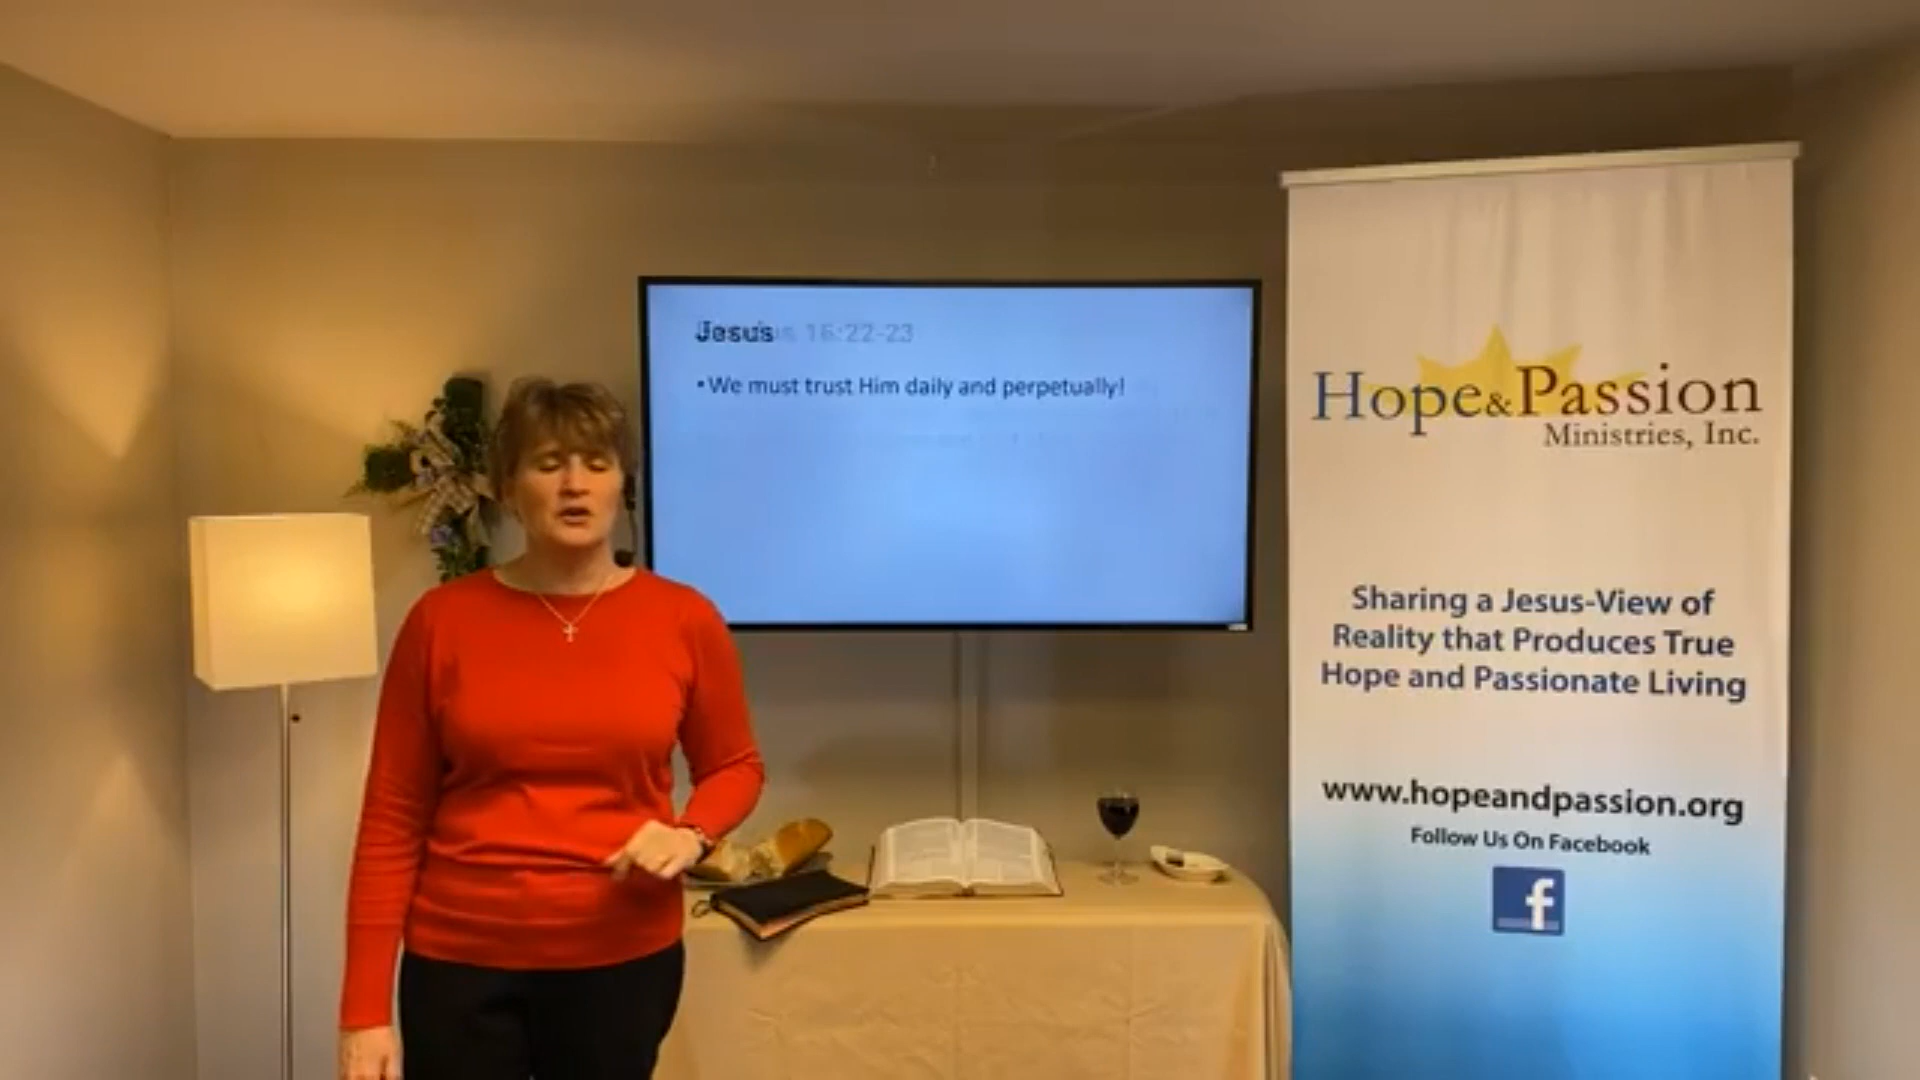 Jesus 16:22-23
• We must trust Him daily and perpetually!
Hope&Passion
Ministries, Inc.
Sharing a Jesus-View of
Reality that Produces True
Hope and Passionate Living
www.hopeandpassion.org
Follow Us On Facebook
f